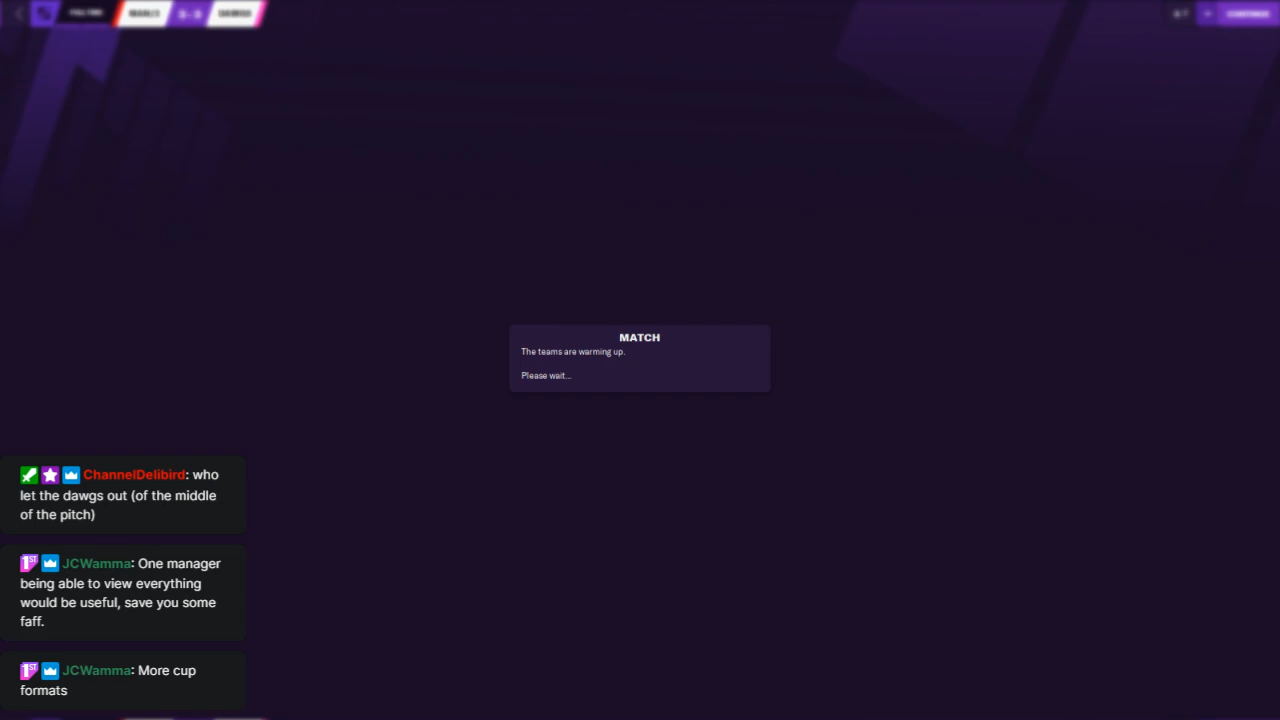 MATCH
The teams are warming up.
Please wait...
ChannelDelibird: who
let the dawgs out (of the middle
of the pitch)
1ST JCWamma: One manager
being able to view everything
would be useful, save you some
faff.
1ST JCWamma: More cup
formats